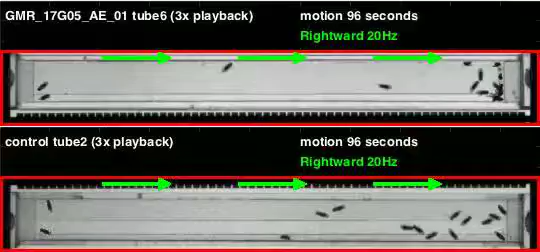 GMR_17G05_AE_01 tube6 (3x playback)
motion 96 seconds
Rightward 20Hz
control tube2 (3x playback)
motion 96 seconds
Rightward 20Hz